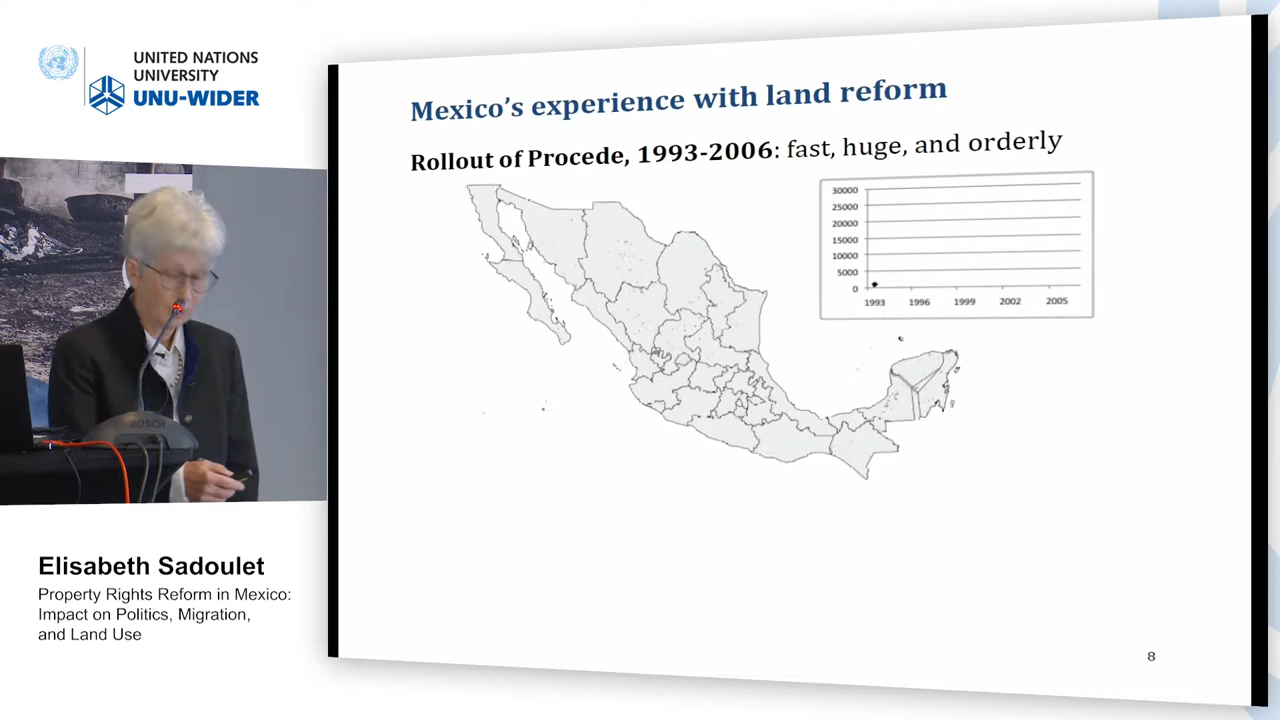 UNITED NATIONS
UNIVERSITY
UNU-WIDER
Mexico's experience with land reform
Rollout of Procede, 1993-2006: fast, huge, and orderly
30000
25000
20000
15000
10000
5000
0
1993 1996 1999 2002 2005
BOSCH
Elisabeth Sadoulet
Property Rights Reform in Mexico:
Impact on Politics, Migration,
and Land Use
8